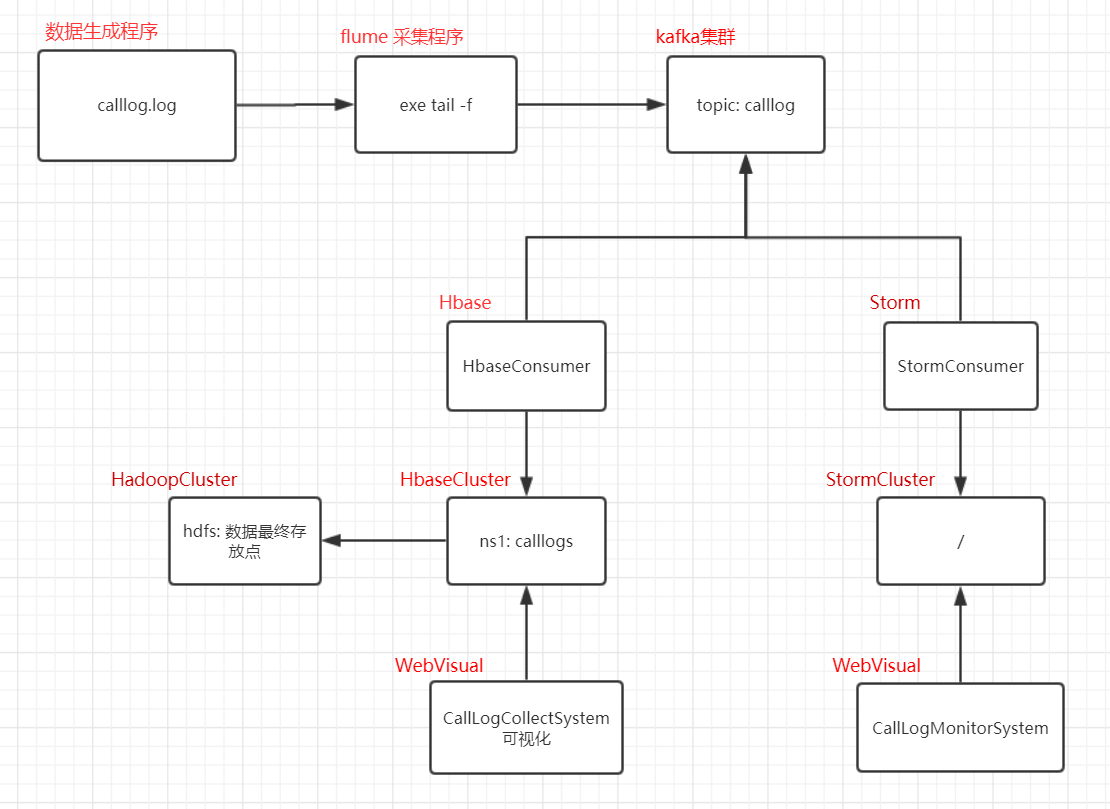 数据生成程序
flume 采集程序
kafka集群
calllog.log
exe tail -f
topic: calllog
Hbase
Storm
HbaseConsumer
StormConsumer
HadoopCluster
HbaseCluster
StormCluster
hdfs: 数据最终存
放点
ns1: calllogs
/
WebVisual
WebVisual
CallLogCollectSystem
可视化
CallLogMonitorSystem